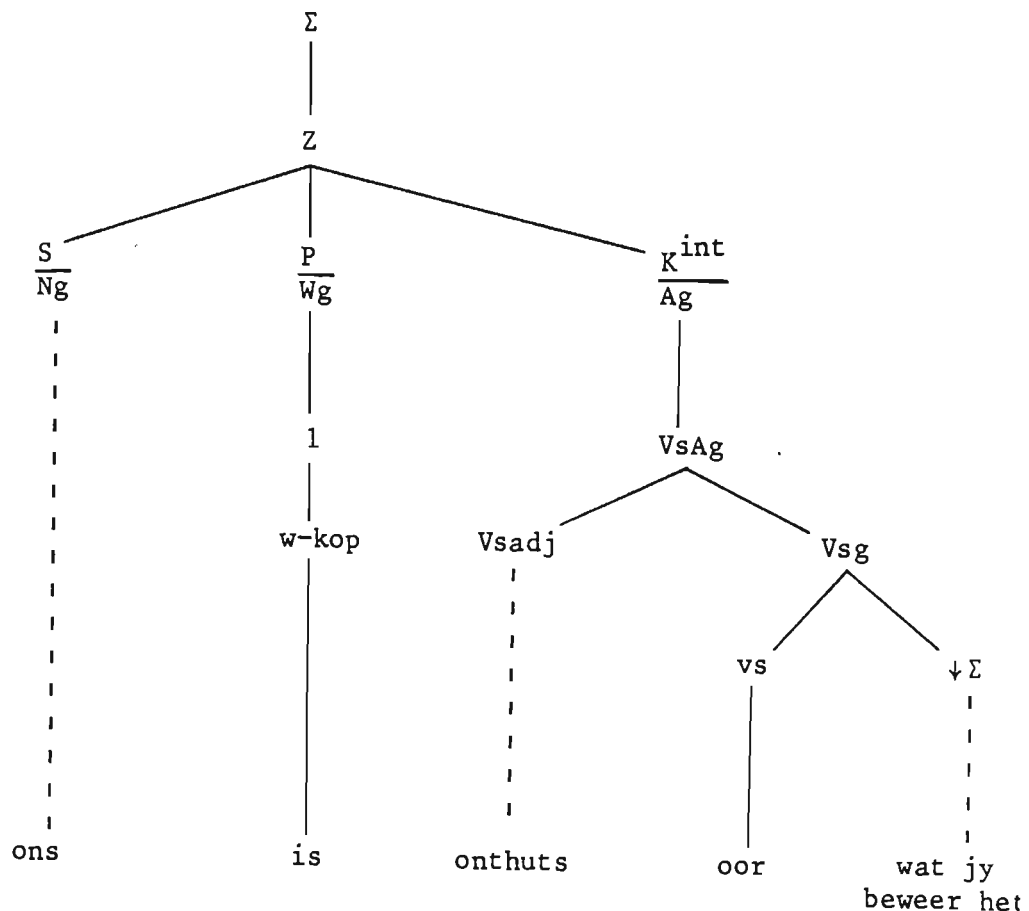 Σ
Z
S P K^int
Ng Wg Ag
1 VsAg
w-kop Vsadj Vsg
vs ↓Σ
ons is onthuts oor wat jy
beweer het